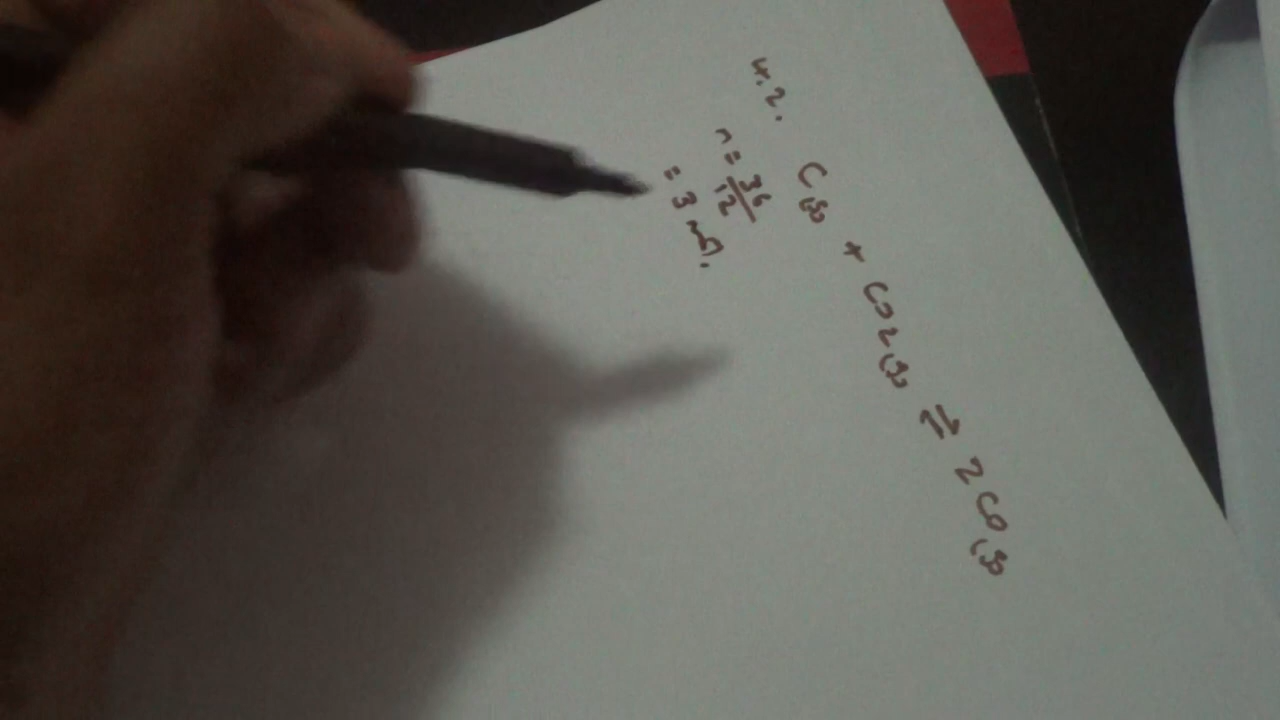 4.2.
C(g) + CO2(g) ⇌ 2CO(g)
n = 36/12
= 3 mol.